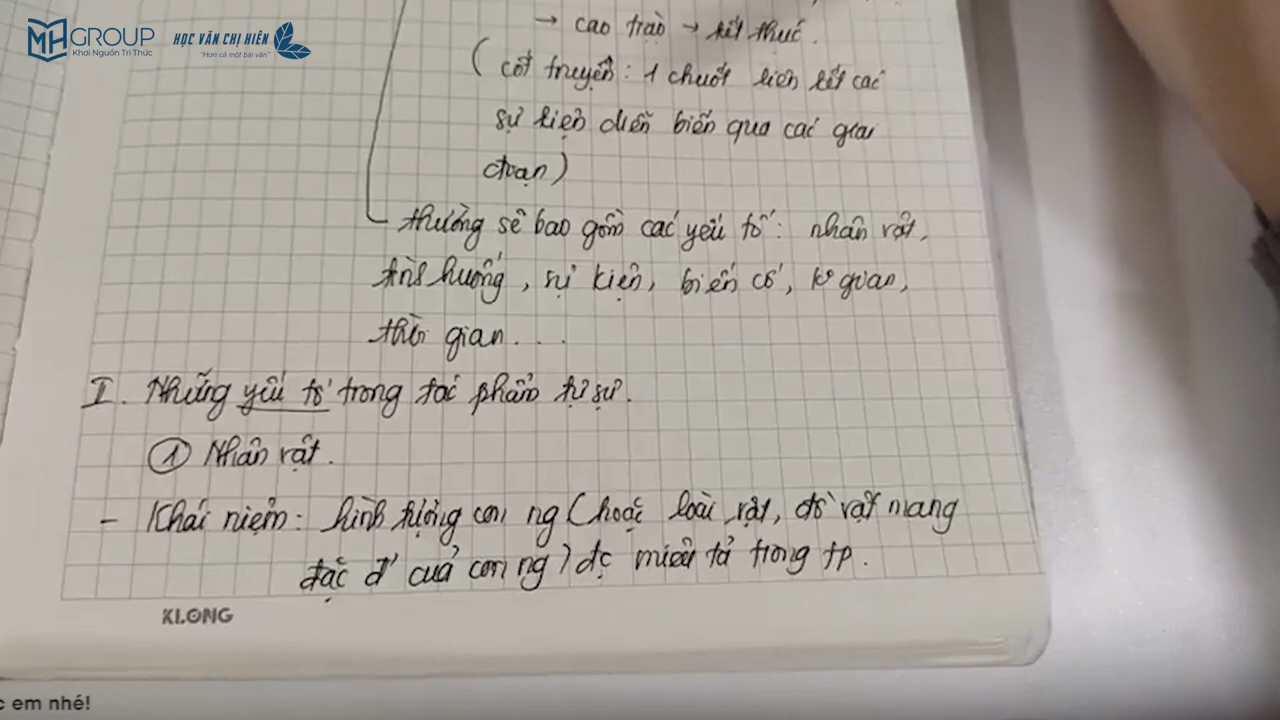 MH GROUP
Khơi Nguồn Tri Thức
HỌC VĂN CHỊ HIÊN
"Hơn cả một bài văn"
→ cao trào → kết thúc.
( cốt truyện : 1 chuỗi liên kết các
sự kiện diễn biến qua các giai
đoạn )
thường sẽ bao gồm các yếu tố : nhân vật,
tình huống, sự kiện, biến cố, ko gian,
thời gian...
I. Những yếu tố trong tác phẩm tự sự.
① Nhân vật.
- Khái niệm : hình tượng con ng ( hoặc loài vật, đồ vật mang
đặc đ' của con ng ) đc miêu tả trong tp.
KLONG
c em nhé!